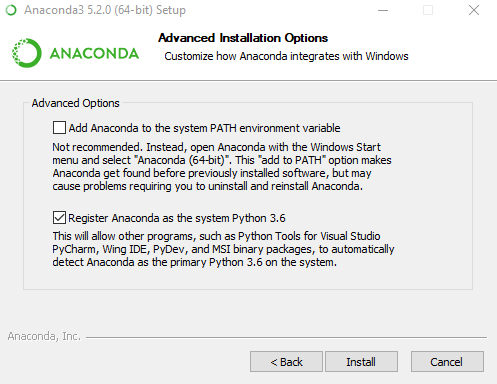 Anaconda3 5.2.0 (64-bit) Setup
ANACONDA
Advanced Installation Options
Customize how Anaconda integrates with Windows
Advanced Options
Add Anaconda to the system PATH environment variable
Not recommended. Instead, open Anaconda with the Windows Start
menu and select "Anaconda (64-bit)". This "add to PATH" option makes
Anaconda get found before previously installed software, but may
cause problems requiring you to uninstall and reinstall Anaconda.
Register Anaconda as the system Python 3.6
This will allow other programs, such as Python Tools for Visual Studio
PyCharm, Wing IDE, PyDev, and MSI binary packages, to automatically
detect Anaconda as the primary Python 3.6 on the system.
Anaconda, Inc.
< Back
Install
Cancel